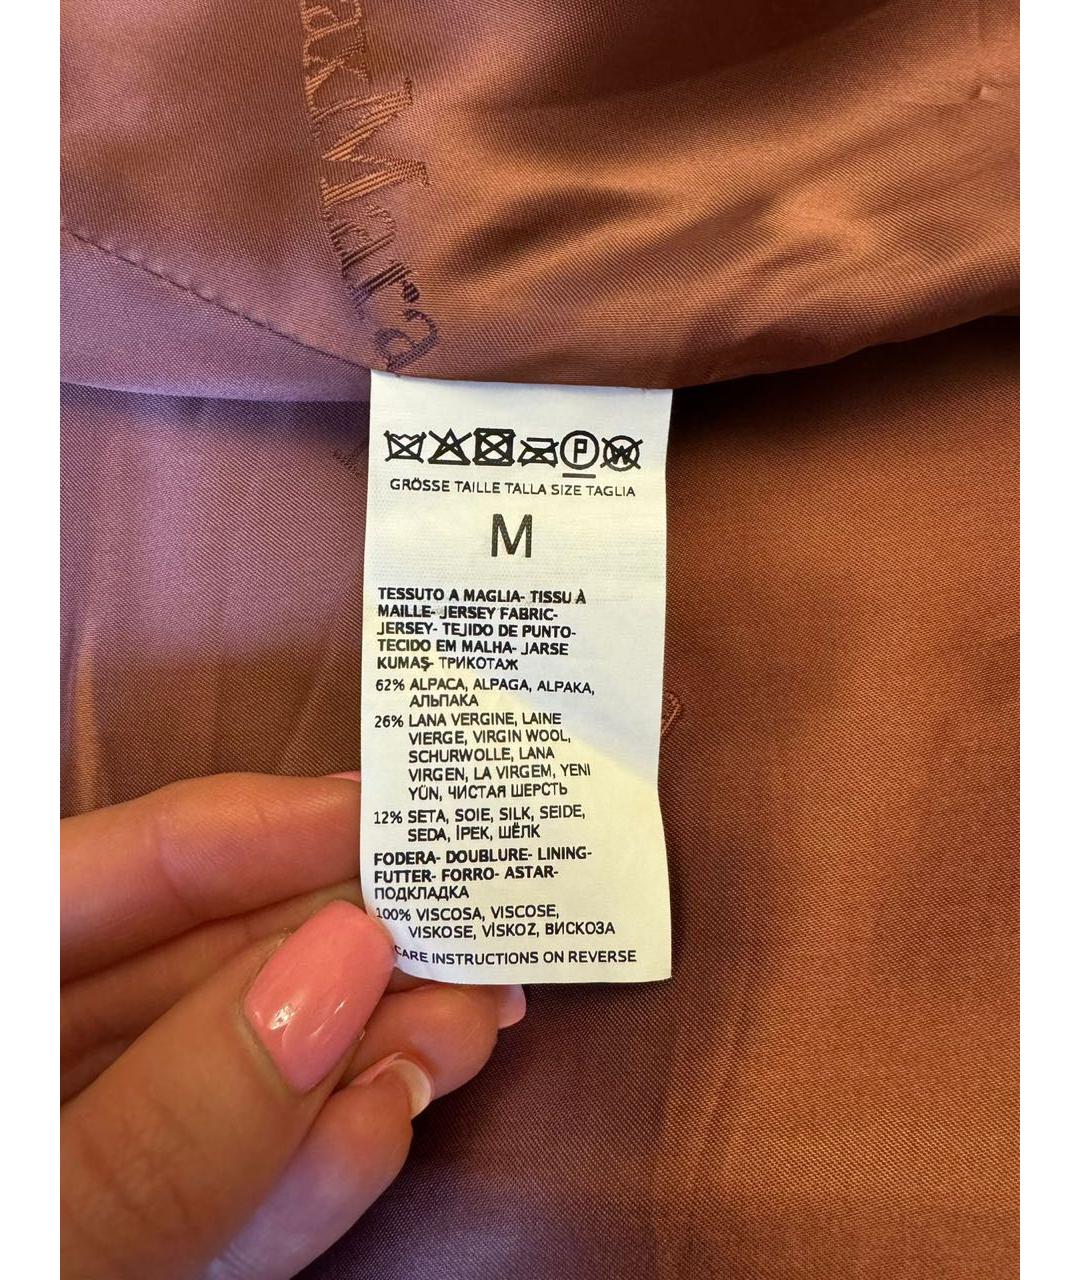 axMara
P W
GRÖSSE TAILLE TALLA SIZE TAGLIA
M
TESSUTO A MAGLIA- TISSU À
MAILLE- JERSEY FABRIC-
JERSEY- TEJIDO DE PUNTO-
TECIDO EM MALHA- JARSE
KUMAŞ- ТРИКОТАЖ
62% ALPACA, ALPAGA, ALPAKA,
АЛЬПАКА
26% LANA VERGINE, LAINE
VIERGE, VIRGIN WOOL,
SCHURWOLLE, LANA
VIRGEN, LA VIRGEM, YENI
YÜN, ЧИСТАЯ ШЕРСТЬ
12% SETA, SOIE, SILK, SEIDE,
SEDA, İPEK, ШЁЛК
FODERA- DOUBLURE- LINING-
FUTTER- FORRO- ASTAR-
ПОДКЛАДКА
100% VISCOSA, VISCOSE,
VISKOSE, VİSKOZ, ВИСКОЗА
CARE INSTRUCTIONS ON REVERSE